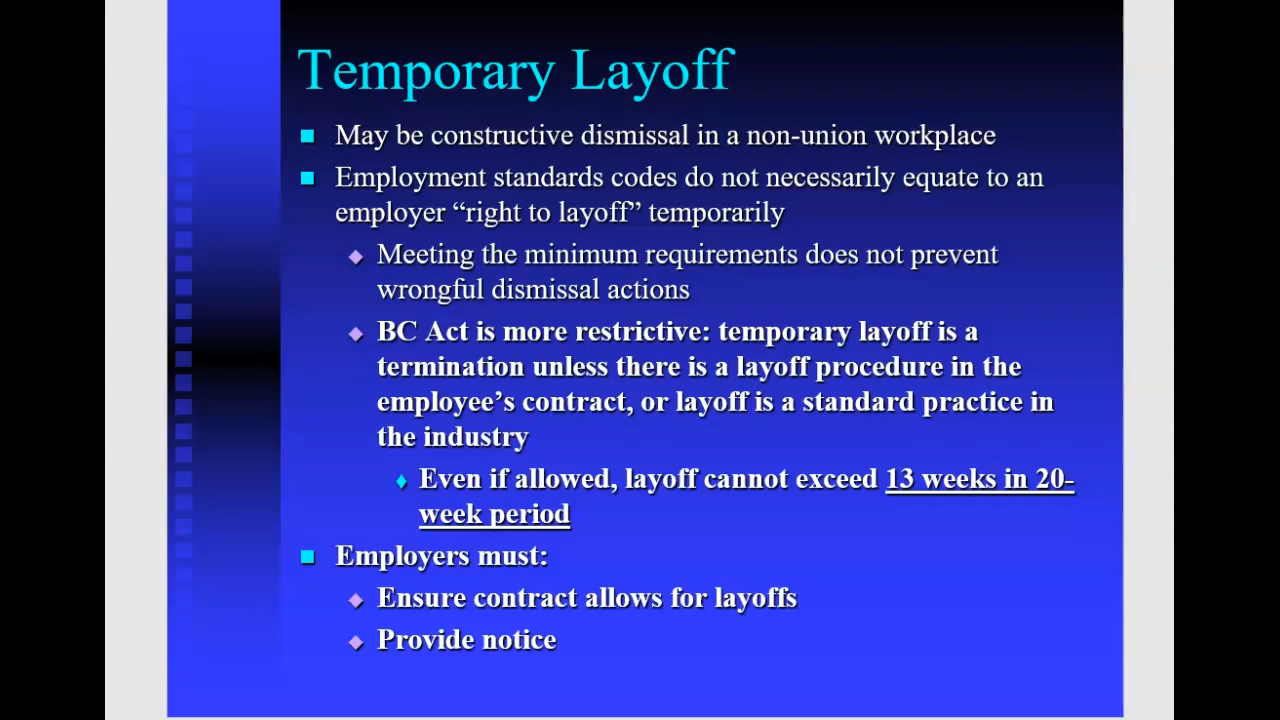 Temporary Layoff
May be constructive dismissal in a non-union workplace
Employment standards codes do not necessarily equate to an
employer “right to layoff” temporarily
Meeting the minimum requirements does not prevent
wrongful dismissal actions
BC Act is more restrictive: temporary layoff is a
termination unless there is a layoff procedure in the
employee’s contract, or layoff is a standard practice in
the industry
Even if allowed, layoff cannot exceed 13 weeks in 20-
week period
Employers must:
Ensure contract allows for layoffs
Provide notice